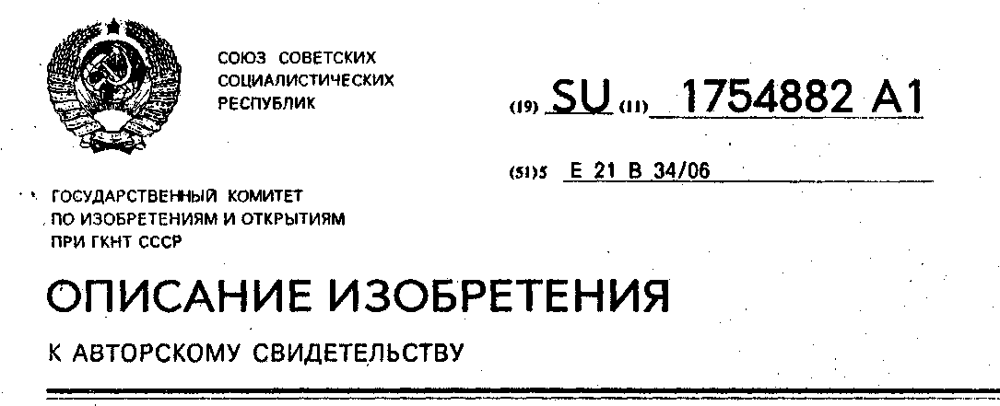 СОЮЗ СОВЕТСКИХ
СОЦИАЛИСТИЧЕСКИХ
РЕСПУБЛИК
(19) SU (11) 1754882 A1
(51)5 E 21 B 34/06
ГОСУДАРСТВЕННЫЙ КОМИТЕТ
ПО ИЗОБРЕТЕНИЯМ И ОТКРЫТИЯМ
ПРИ ГКНТ СССР
ОПИСАНИЕ ИЗОБРЕТЕНИЯ
К АВТОРСКОМУ СВИДЕТЕЛЬСТВУ